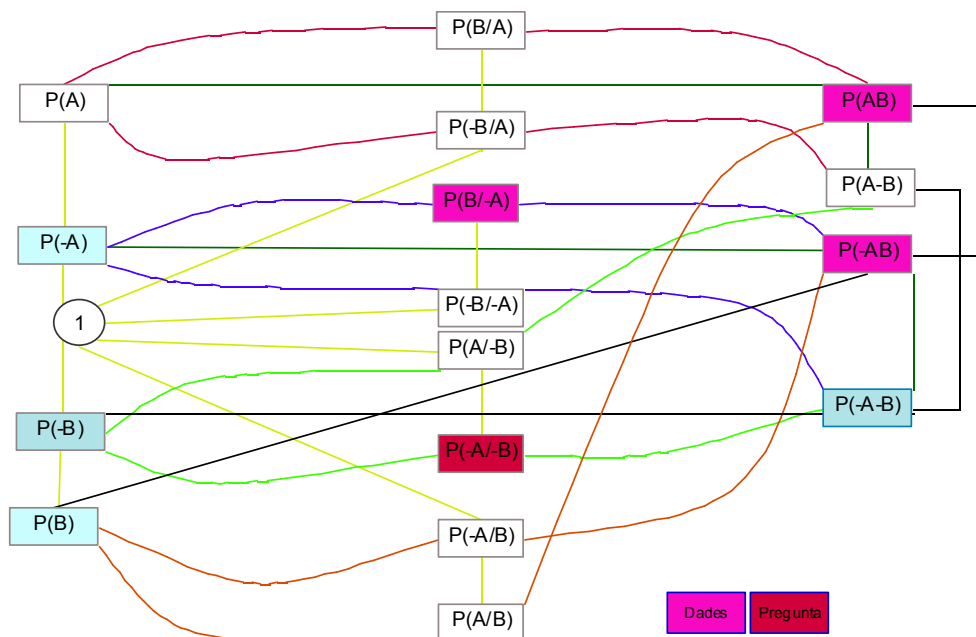 P(B/A)
P(A)
P(AB)
P(-B/A)
P(A-B)
P(B/-A)
P(-A)
P(-AB)
P(-B/-A)
1
P(A/-B)
P(-A-B)
P(-B)
P(-A/-B)
P(B)
P(-A/B)
P(A/B)
Dades
Pregunta